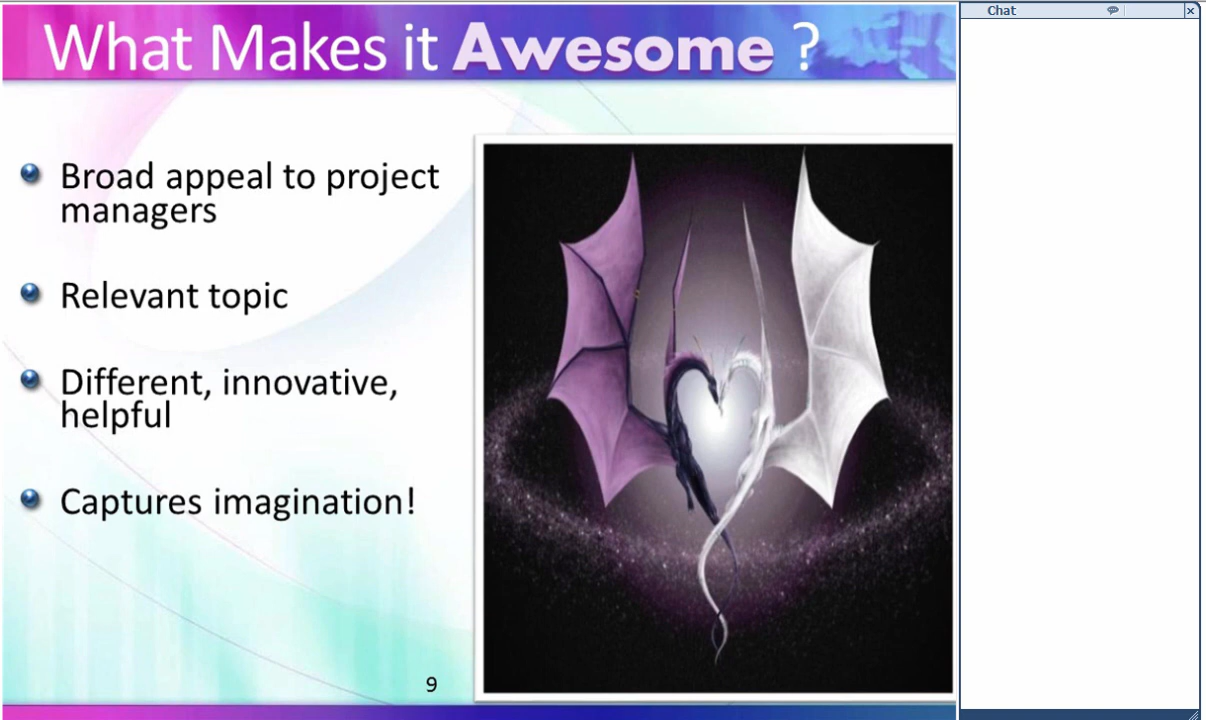 What Makes it Awesome ?
Chat
Broad appeal to project
managers
Relevant topic
Different, innovative,
helpful
Captures imagination!
9